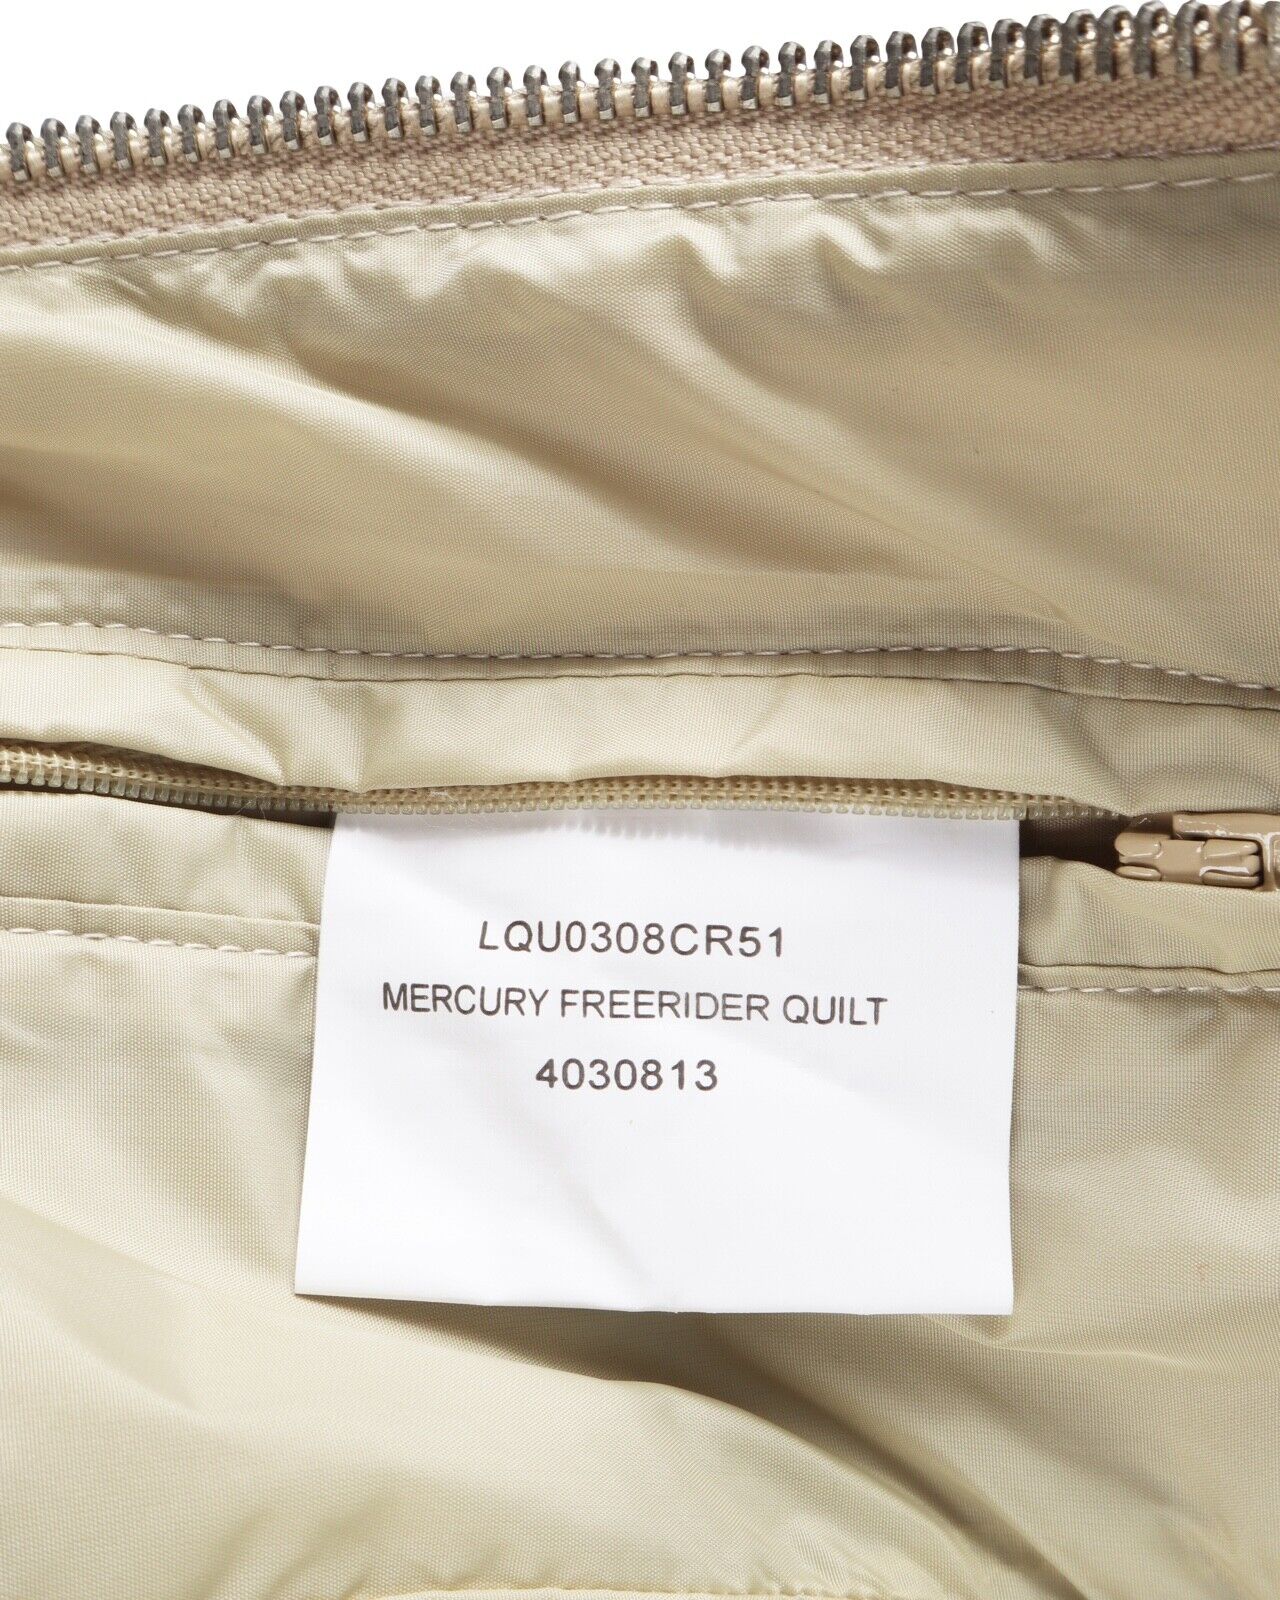 LQU0308CR51
MERCURY FREERIDER QUILT
4030813